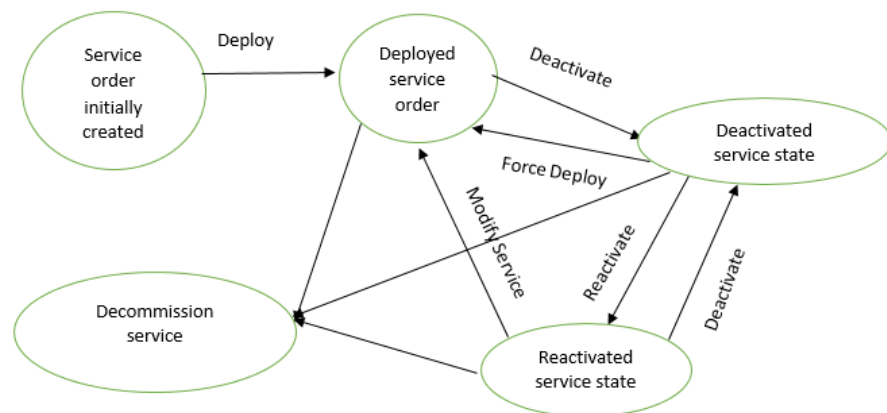 Service
order
initially
created
Deploy
Deployed
service
order
Deactivate
Deactivated
service state
Force Deploy
Modify Service
Reactivate
Deactivate
Decommission
service
Reactivated
service state